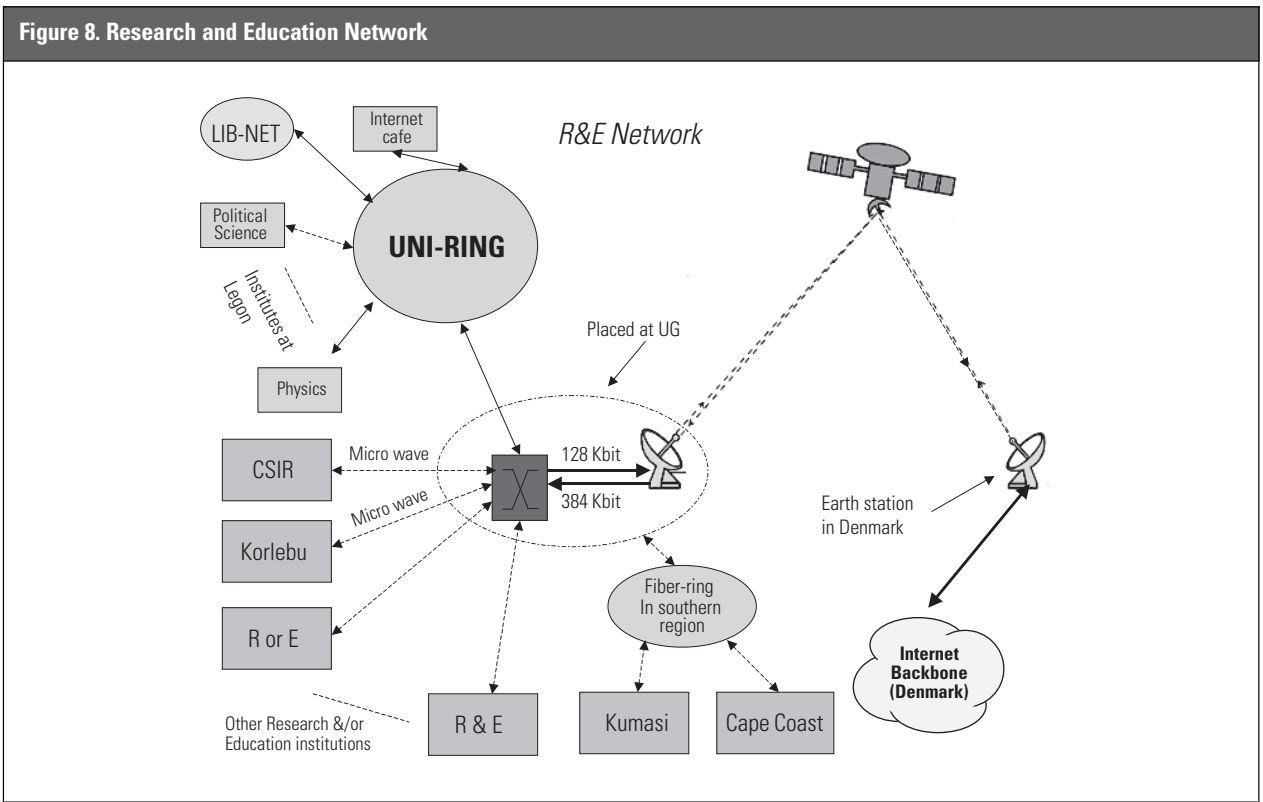 Figure 8. Research and Education Network
R&E Network
LIB-NET
Internet
cafe
Political
Science
UNI-RING
Institutes at
Legon
Physics
Placed at UG
CSIR
Micro wave
128 Kbit
384 Kbit
Korlebu
Micro wave
Earth station
in Denmark
R or E
Fiber-ring
In southern
region
Internet
Backbone
(Denmark)
Other Research &/or
Education institutions
R & E
Kumasi
Cape Coast